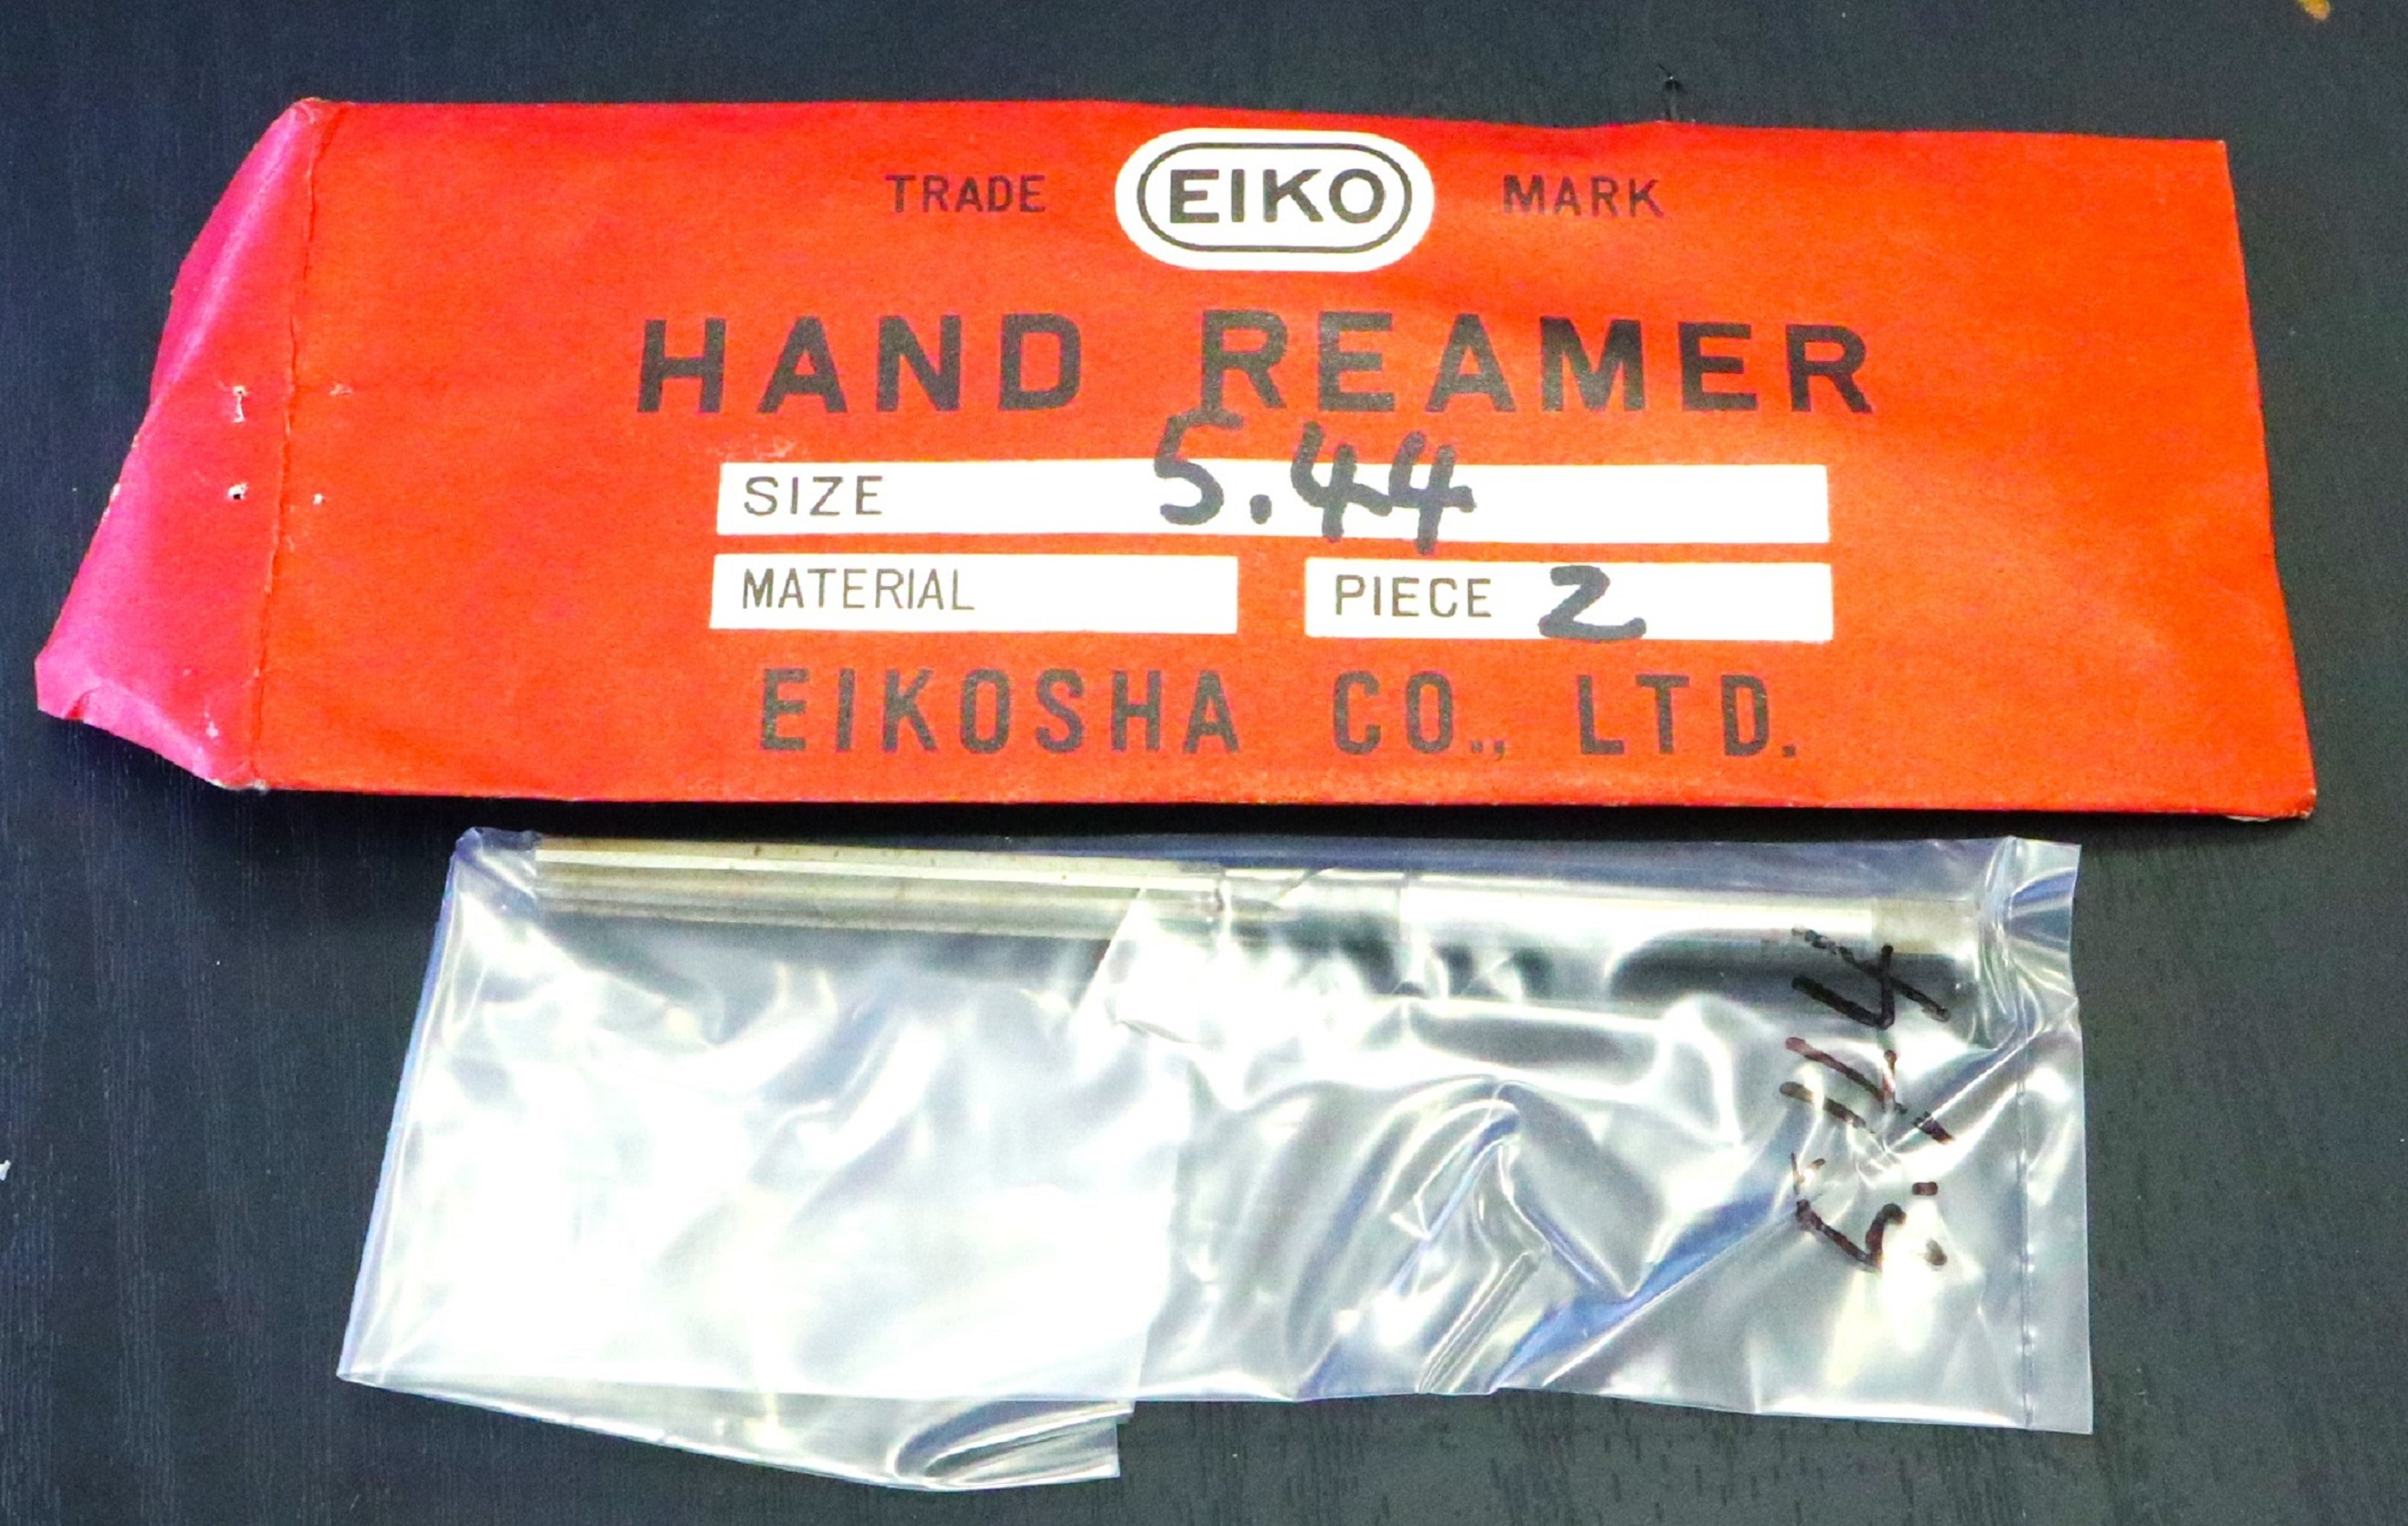 TRADE EIKO MARK
HAND REAMER
SIZE 5.44
MATERIAL
PIECE 2
EIKOSHA CO., LTD.
5.44